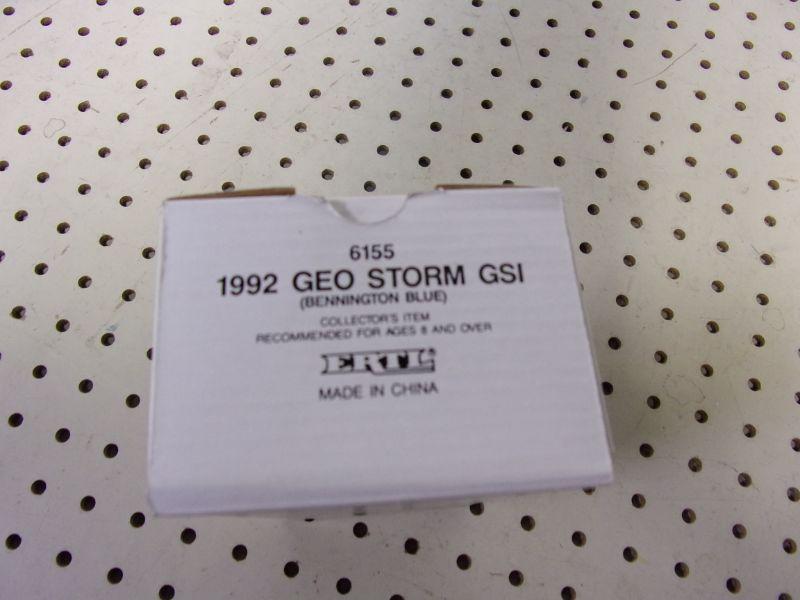 6155
1992 GEO STORM GSI
(BENNINGTON BLUE)
COLLECTOR'S ITEM
RECOMMENDED FOR AGES 8 AND OVER
ERTL
MADE IN CHINA